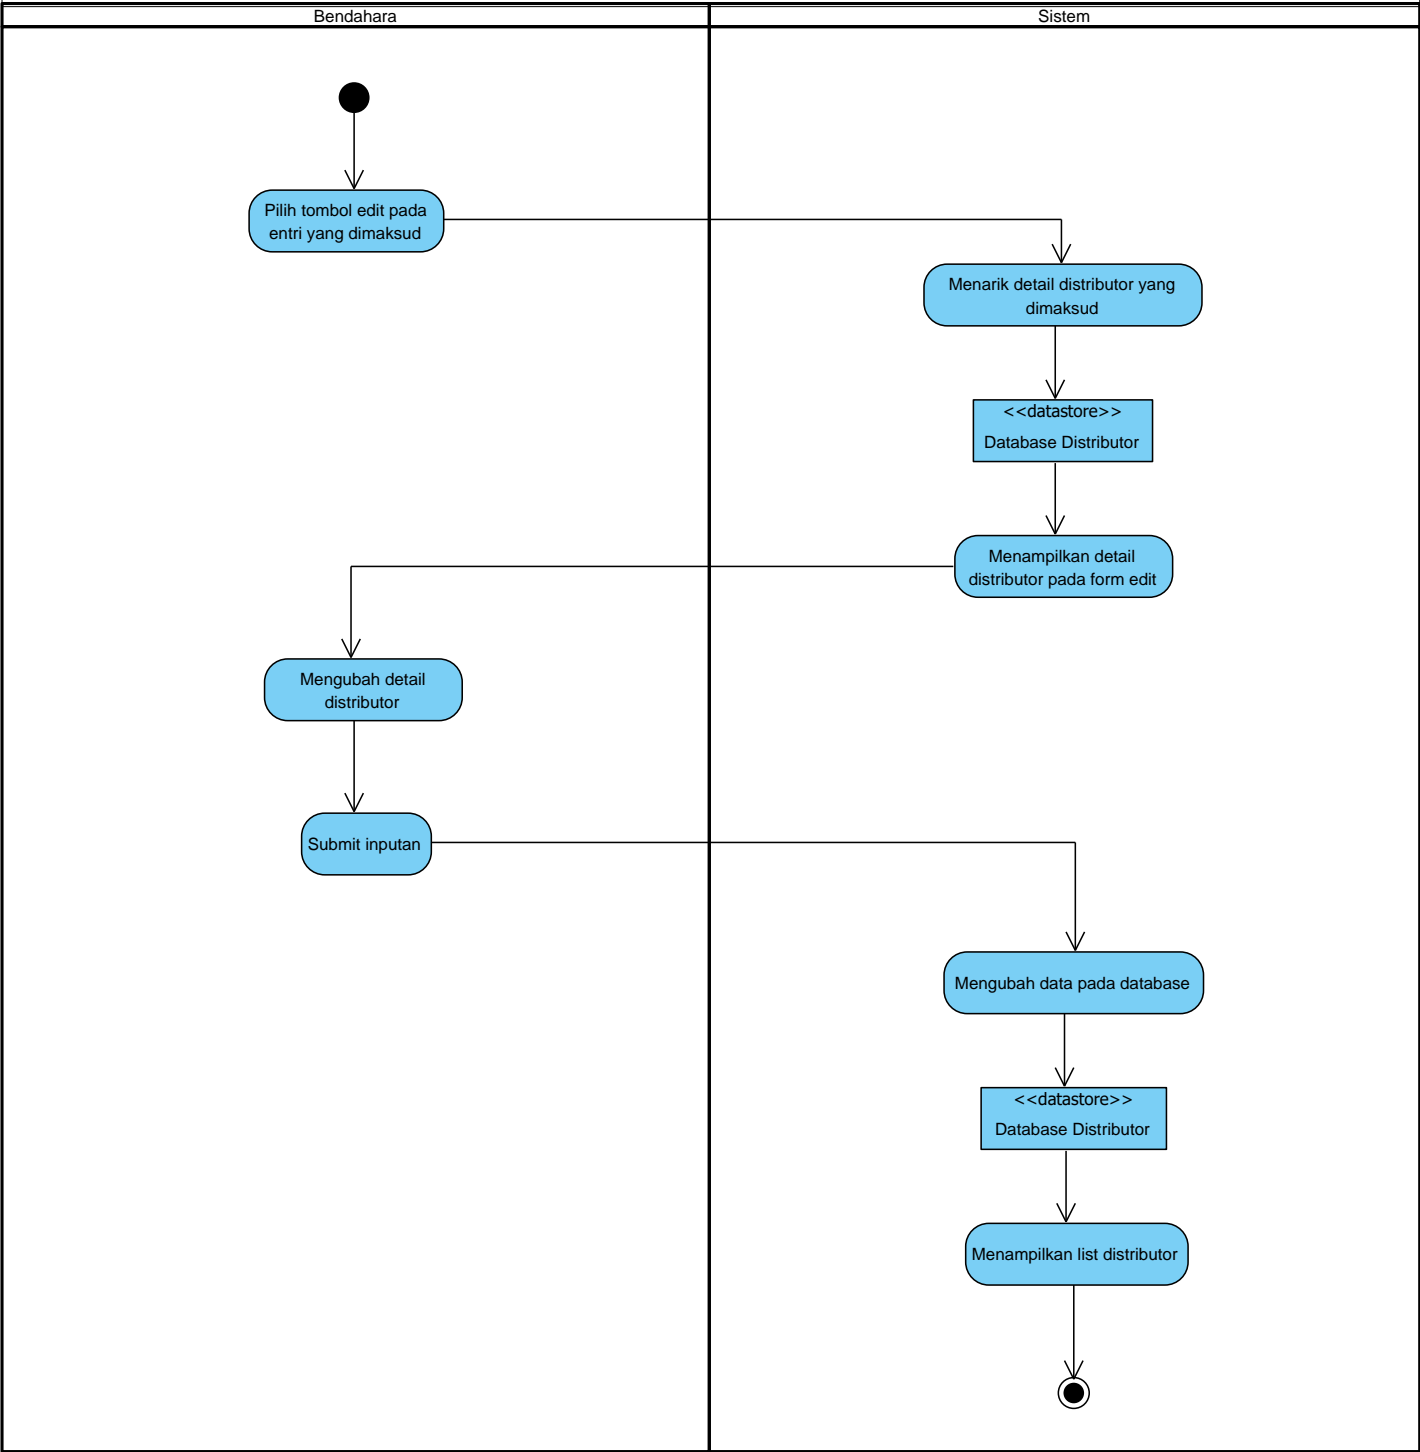 Bendahara
Sistem
Pilih tombol edit pada
entri yang dimaksud
Menarik detail distributor yang
dimaksud
<<datastore>>
Database Distributor
Menampilkan detail
distributor pada form edit
Mengubah detail
distributor
Submit inputan
Mengubah data pada database
<<datastore>>
Database Distributor
Menampilkan list distributor